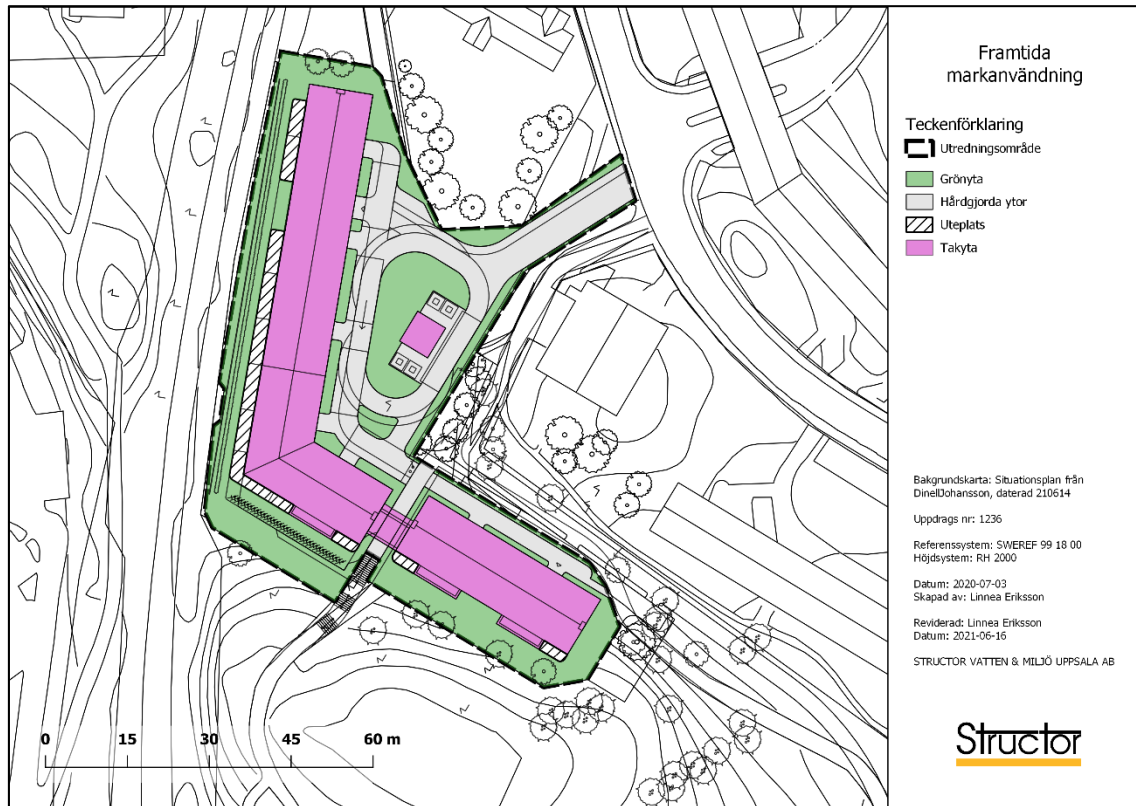 Framtida
markanvändning
Teckenförklaring
Utredningsområde
Grönyta
Hårdgjorda ytor
Uteplats
Takyta
Bakgrundskarta: Situationsplan från
DinellJohansson, daterad 210614
Uppdrags nr: 1236
Referenssystem: SWEREF 99 18 00
Höjdsystem: RH 2000
Datum: 2020-07-03
Skapad av: Linnea Eriksson
Reviderad: Linnea Eriksson
Datum: 2021-06-16
STRUCTOR VATTEN & MILJÖ UPPSALA AB
Structor
0 15 30 45 60 m